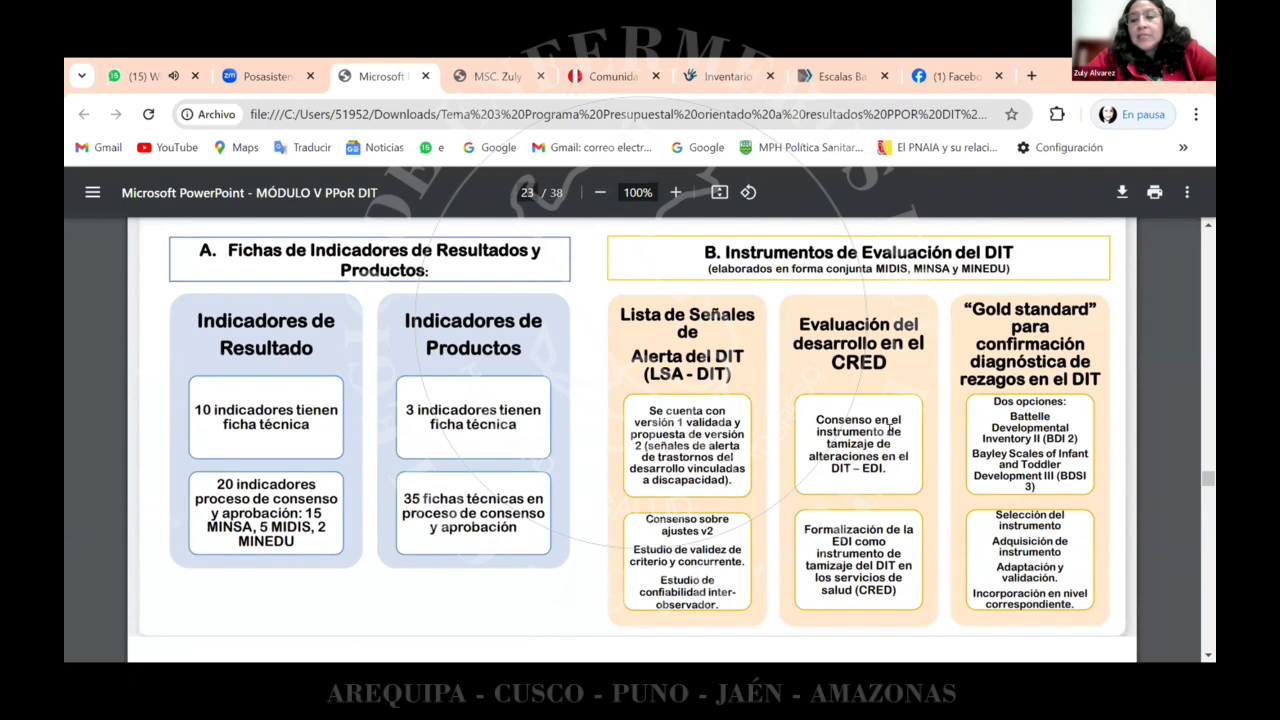 Zuly Alvarez
(15) W
Posasisten
Microsoft
MSC. Zuly
Comunida
Inventario
Escalas Ba
(1) Facebo
Archivo
file:///C:/Users/51952/Downloads/Tema%203%20Programa%20Presupuestal%20orientado%20a%20resultados%20PPOR%20DIT%2...
En pausa
Gmail
YouTube
Maps
Traducir
Noticias
e
Google
Gmail: correo electr...
Google
MPH Política Sanitar...
El PNAIA y su relaci...
Configuración
Microsoft PowerPoint - MÓDULO V PPoR DIT
23 / 38
100%
A. Fichas de Indicadores de Resultados y
Productos:
Indicadores de
Resultado
10 indicadores tienen
ficha técnica
20 indicadores
proceso de consenso
y aprobación: 15
MINSA, 5 MIDIS, 2
MINEDU
Indicadores de
Productos
3 indicadores tienen
ficha técnica
35 fichas técnicas en
proceso de consenso
y aprobación
B. Instrumentos de Evaluación del DIT
(elaborados en forma conjunta MIDIS, MINSA y MINEDU)
Lista de Señales
de
Alerta del DIT
(LSA - DIT)
Se cuenta con
versión 1 validada y
propuesta de versión
2 (señales de alerta
de trastornos del
desarrollo vinculadas
a discapacidad).
Consenso sobre
ajustes v2
Estudio de validez de
criterio y concurrente.
Estudio de
confiabilidad inter-
observador.
Evaluación del
desarrollo en el
CRED
Consenso en el
instrumento de
tamizaje de
alteraciones en el
DIT – EDI.
Formalización de la
EDI como
instrumento de
tamizaje del DIT en
los servicios de
salud (CRED)
“Gold standard”
para
confirmación
diagnóstica de
rezagos en el DIT
Dos opciones:
Battelle
Developmental
Inventory II (BDI 2)
Bayley Scales of Infant
and Toddler
Development III (BDSI
3)
Selección del
instrumento
Adquisición de
instrumento
Adaptación y
validación.
Incorporación en nivel
correspondiente.
AREQUIPA - CUSCO - PUNO - JAÉN - AMAZONAS